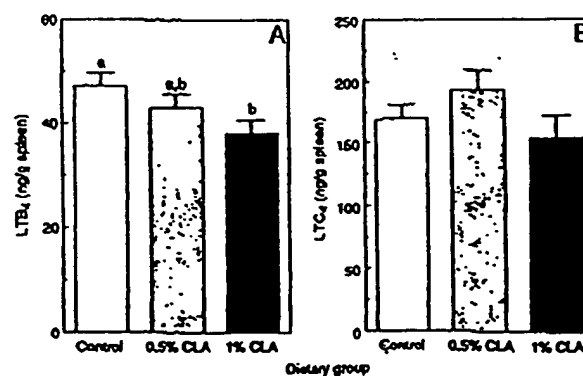 A
LTB4 (ng/g spleen)
60
40
20
0
a
a,b
b
Control 0.5% CLA 1% CLA
B
LTC4 (ng/g spleen)
250
200
150
100
50
0
Control 0.5% CLA 1% CLA
Dietary group